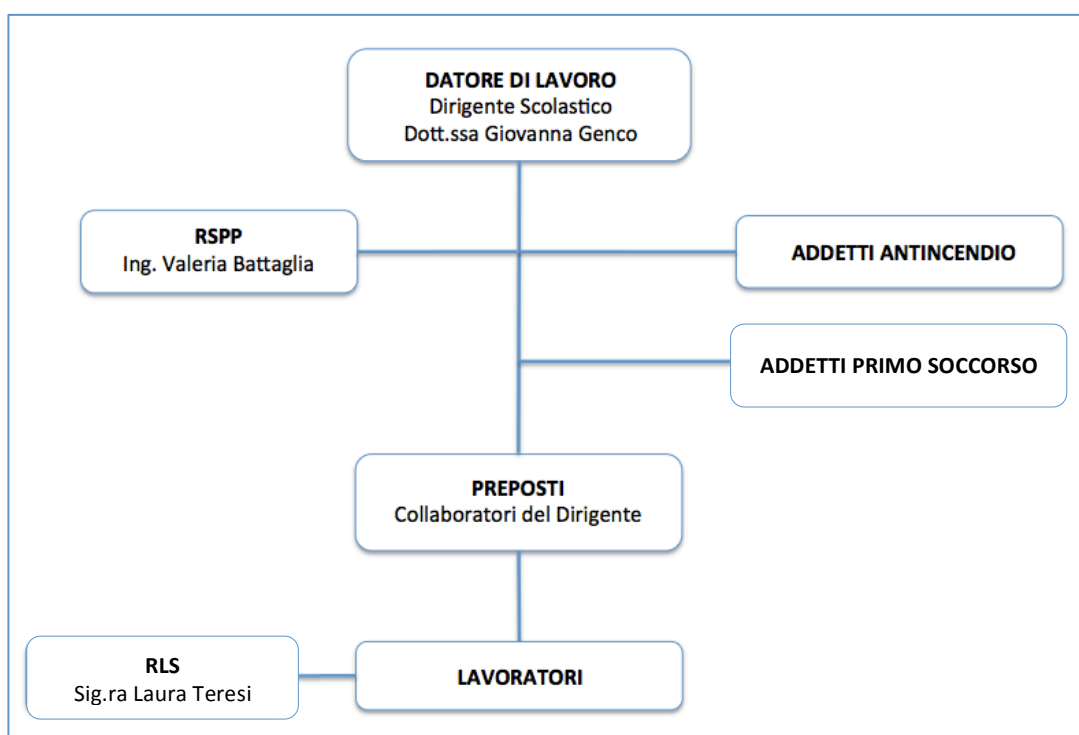 DATORE DI LAVORO
Dirigente Scolastico
Dott.ssa Giovanna Genco
RSPP
Ing. Valeria Battaglia
ADDETTI ANTINCENDIO
ADDETTI PRIMO SOCCORSO
PREPOSTI
Collaboratori del Dirigente
RLS
Sig.ra Laura Teresi
LAVORATORI